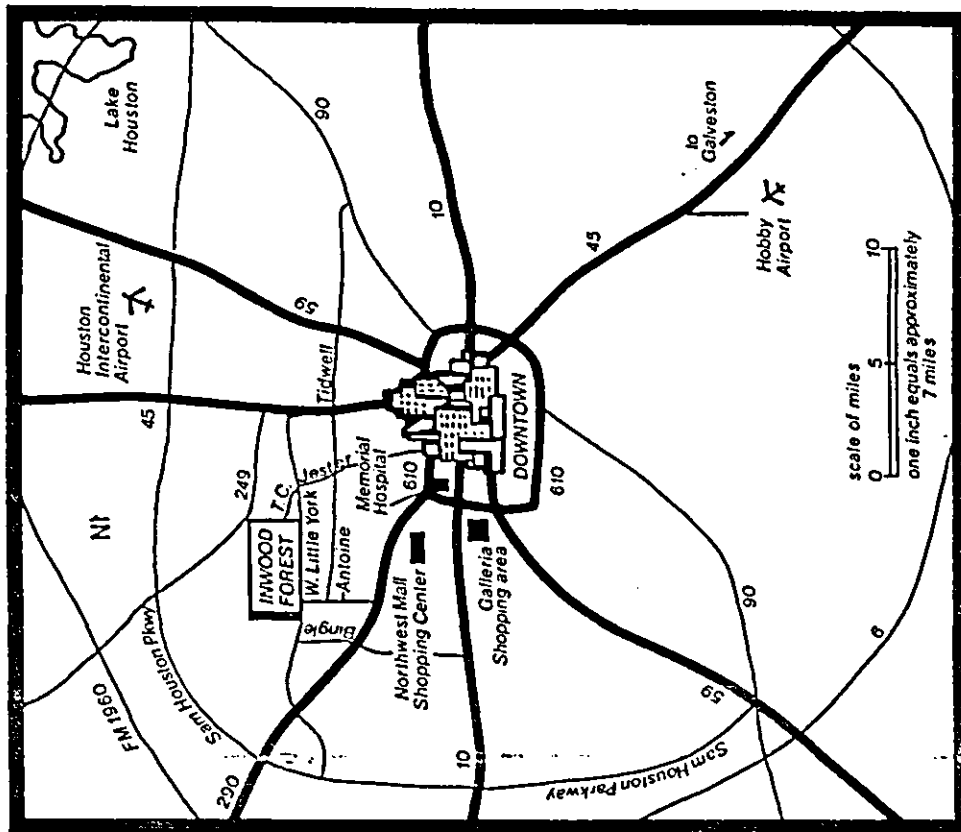 Lake
Houston
Houston
Intercontinental
Airport
90
59
45
Tidwell
249
T.C. Jester
N
INWOOD
FOREST
W. Little York
Antoine
Bingle
Memorial
Hospital
610
Northwest Mall
Shopping Center
FM 1960
Sam Houston Pkwy
290
10
10
DOWNTOWN
610
Galleria
Shopping area
45
to
Galveston
Hobby
Airport
90
6
59
Sam Houston Parkway
scale of miles
0 5 10
one inch equals approximately
7 miles